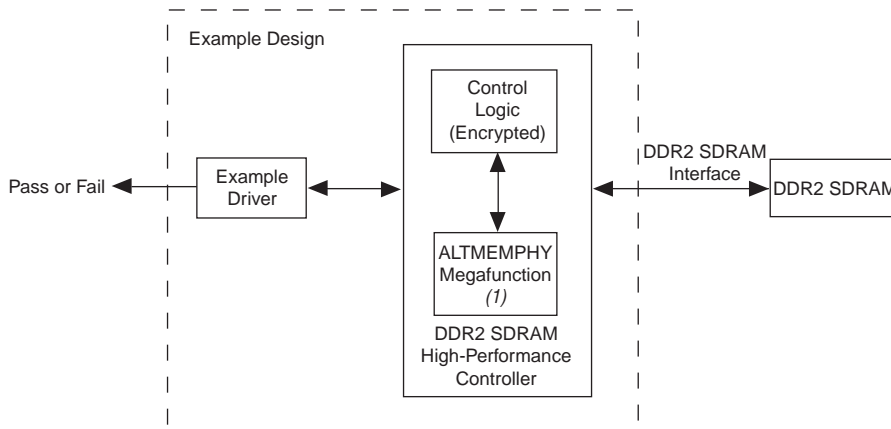 Example Design
Control
Logic
(Encrypted)
DDR2 SDRAM
Interface
Pass or Fail
Example
Driver
DDR2 SDRAM
ALTMEMPHY
Megafunction
(1)
DDR2 SDRAM
High-Performance
Controller